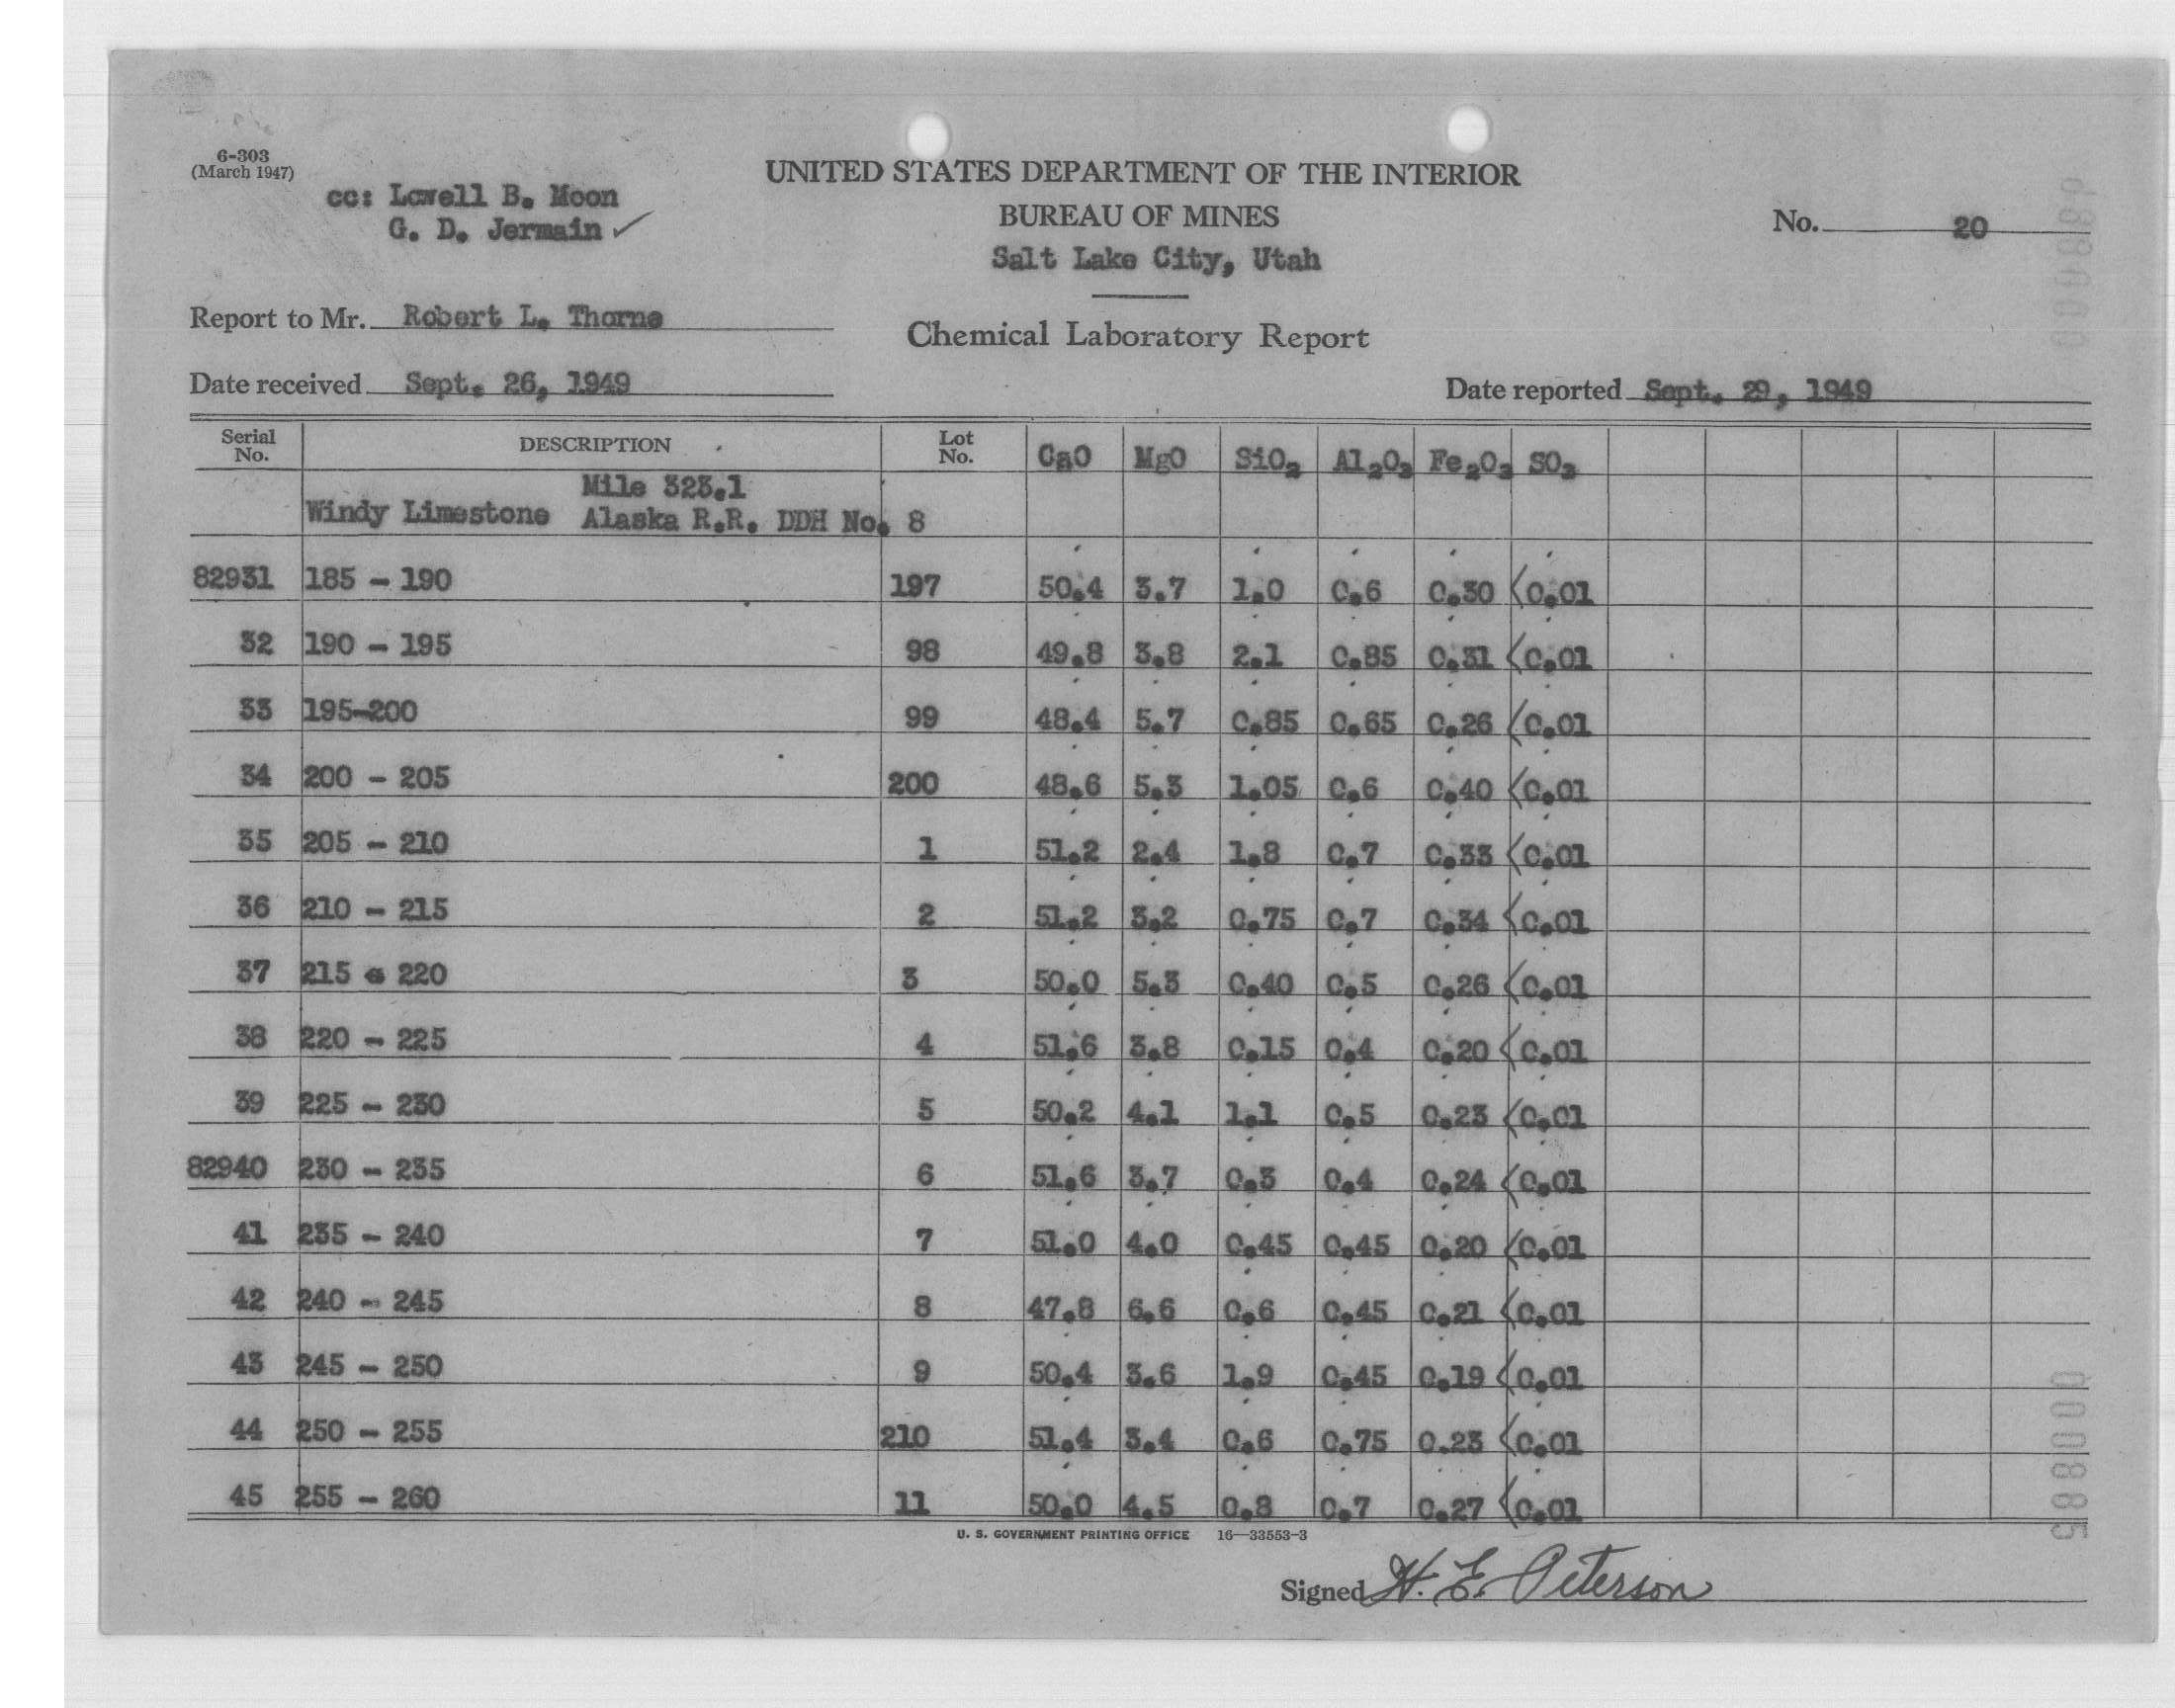 6-303
(March 1947)
cc: Lowell B. Moon
G. D. Jermain ✓
UNITED STATES DEPARTMENT OF THE INTERIOR
BUREAU OF MINES
Salt Lake City, Utah
No. 20
Report to Mr. Robert L. Thorne
Chemical Laboratory Report
Date received Sept. 26, 1949
Date reported Sept. 29, 1949
Serial No. DESCRIPTION Lot No. CaO MgO SiO₂ Al₂O₃ Fe₂O₃ SO₃
Mile 323.1
Windy Limestone Alaska R.R. DDH No. 8
82931 185 - 190 197 50.4 3.7 1.0 0.6 0.30 <0.01
32 190 - 195 98 49.8 3.8 2.1 0.85 0.31 <0.01
33 195-200 99 48.4 5.7 0.85 0.65 0.26 <0.01
34 200 - 205 200 48.6 5.3 1.05 0.6 0.40 <0.01
35 205 - 210 1 51.2 2.4 1.8 0.7 0.33 <0.01
36 210 - 215 2 51.2 3.2 0.75 0.7 0.34 <0.01
37 215 - 220 3 50.0 5.3 0.40 0.5 0.26 <0.01
38 220 - 225 4 51.6 3.8 0.15 0.4 0.20 <0.01
39 225 - 230 5 50.2 4.1 1.1 0.5 0.23 <0.01
82940 230 - 235 6 51.6 3.7 0.3 0.4 0.24 <0.01
41 235 - 240 7 51.0 4.0 0.45 0.45 0.20 <0.01
42 240 - 245 8 47.8 6.6 0.6 0.45 0.21 <0.01
43 245 - 250 9 50.4 3.6 1.9 0.45 0.19 <0.01
44 250 - 255 210 51.4 3.4 0.6 0.75 0.23 <0.01
45 255 - 260 11 50.0 4.5 0.8 0.7 0.27 <0.01
U. S. GOVERNMENT PRINTING OFFICE 16—33553-3
Signed H. E. Peterson
000885